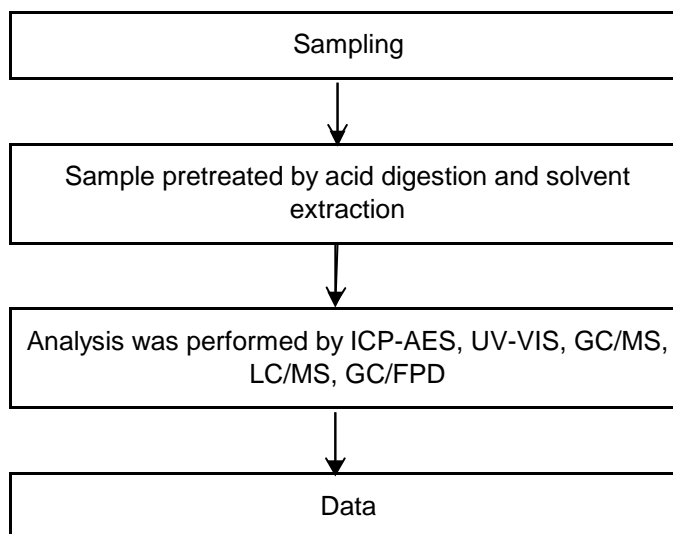 Sampling
Sample pretreated by acid digestion and solvent
extraction
Analysis was performed by ICP-AES, UV-VIS, GC/MS,
LC/MS, GC/FPD
Data